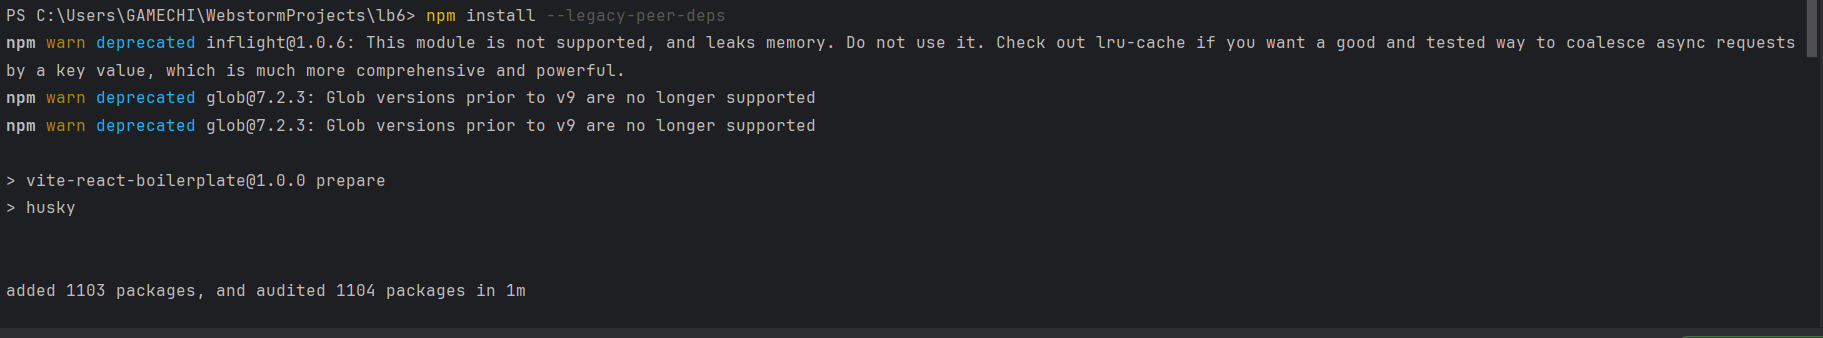 PS C:\Users\GAMECHI\WebstormProjects\lb6> npm install --legacy-peer-deps
npm warn deprecated inflight@1.0.6: This module is not supported, and leaks memory. Do not use it. Check out lru-cache if you want a good and tested way to coalesce async requests
by a key value, which is much more comprehensive and powerful.
npm warn deprecated glob@7.2.3: Glob versions prior to v9 are no longer supported
npm warn deprecated glob@7.2.3: Glob versions prior to v9 are no longer supported
> vite-react-boilerplate@1.0.0 prepare
> husky
added 1103 packages, and audited 1104 packages in 1m